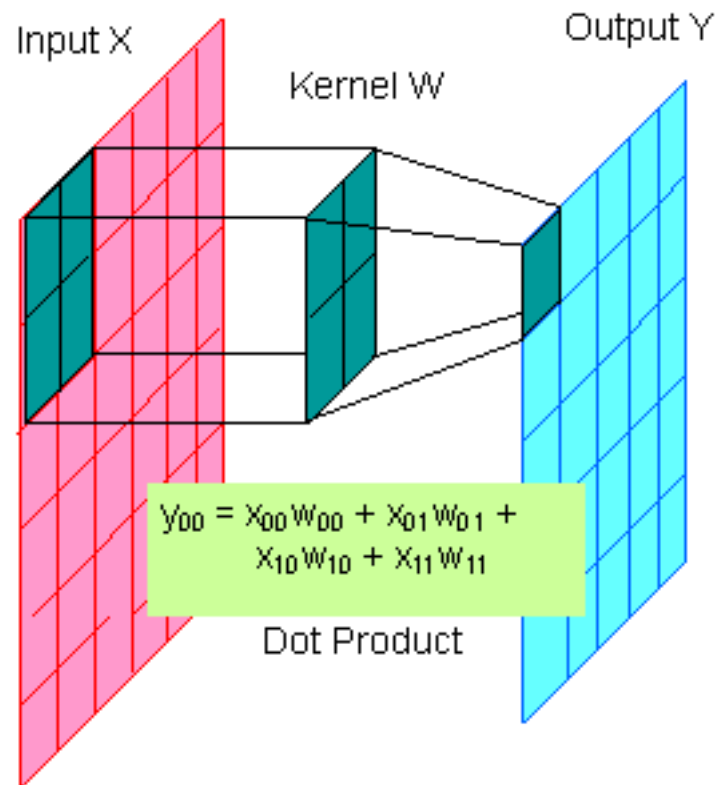 Input X
Output Y
Kernel W
y₀₀ = x₀₀w₀₀ + x₀₁w₀₁ +
x₁₀w₁₀ + x₁₁w₁₁
Dot Product